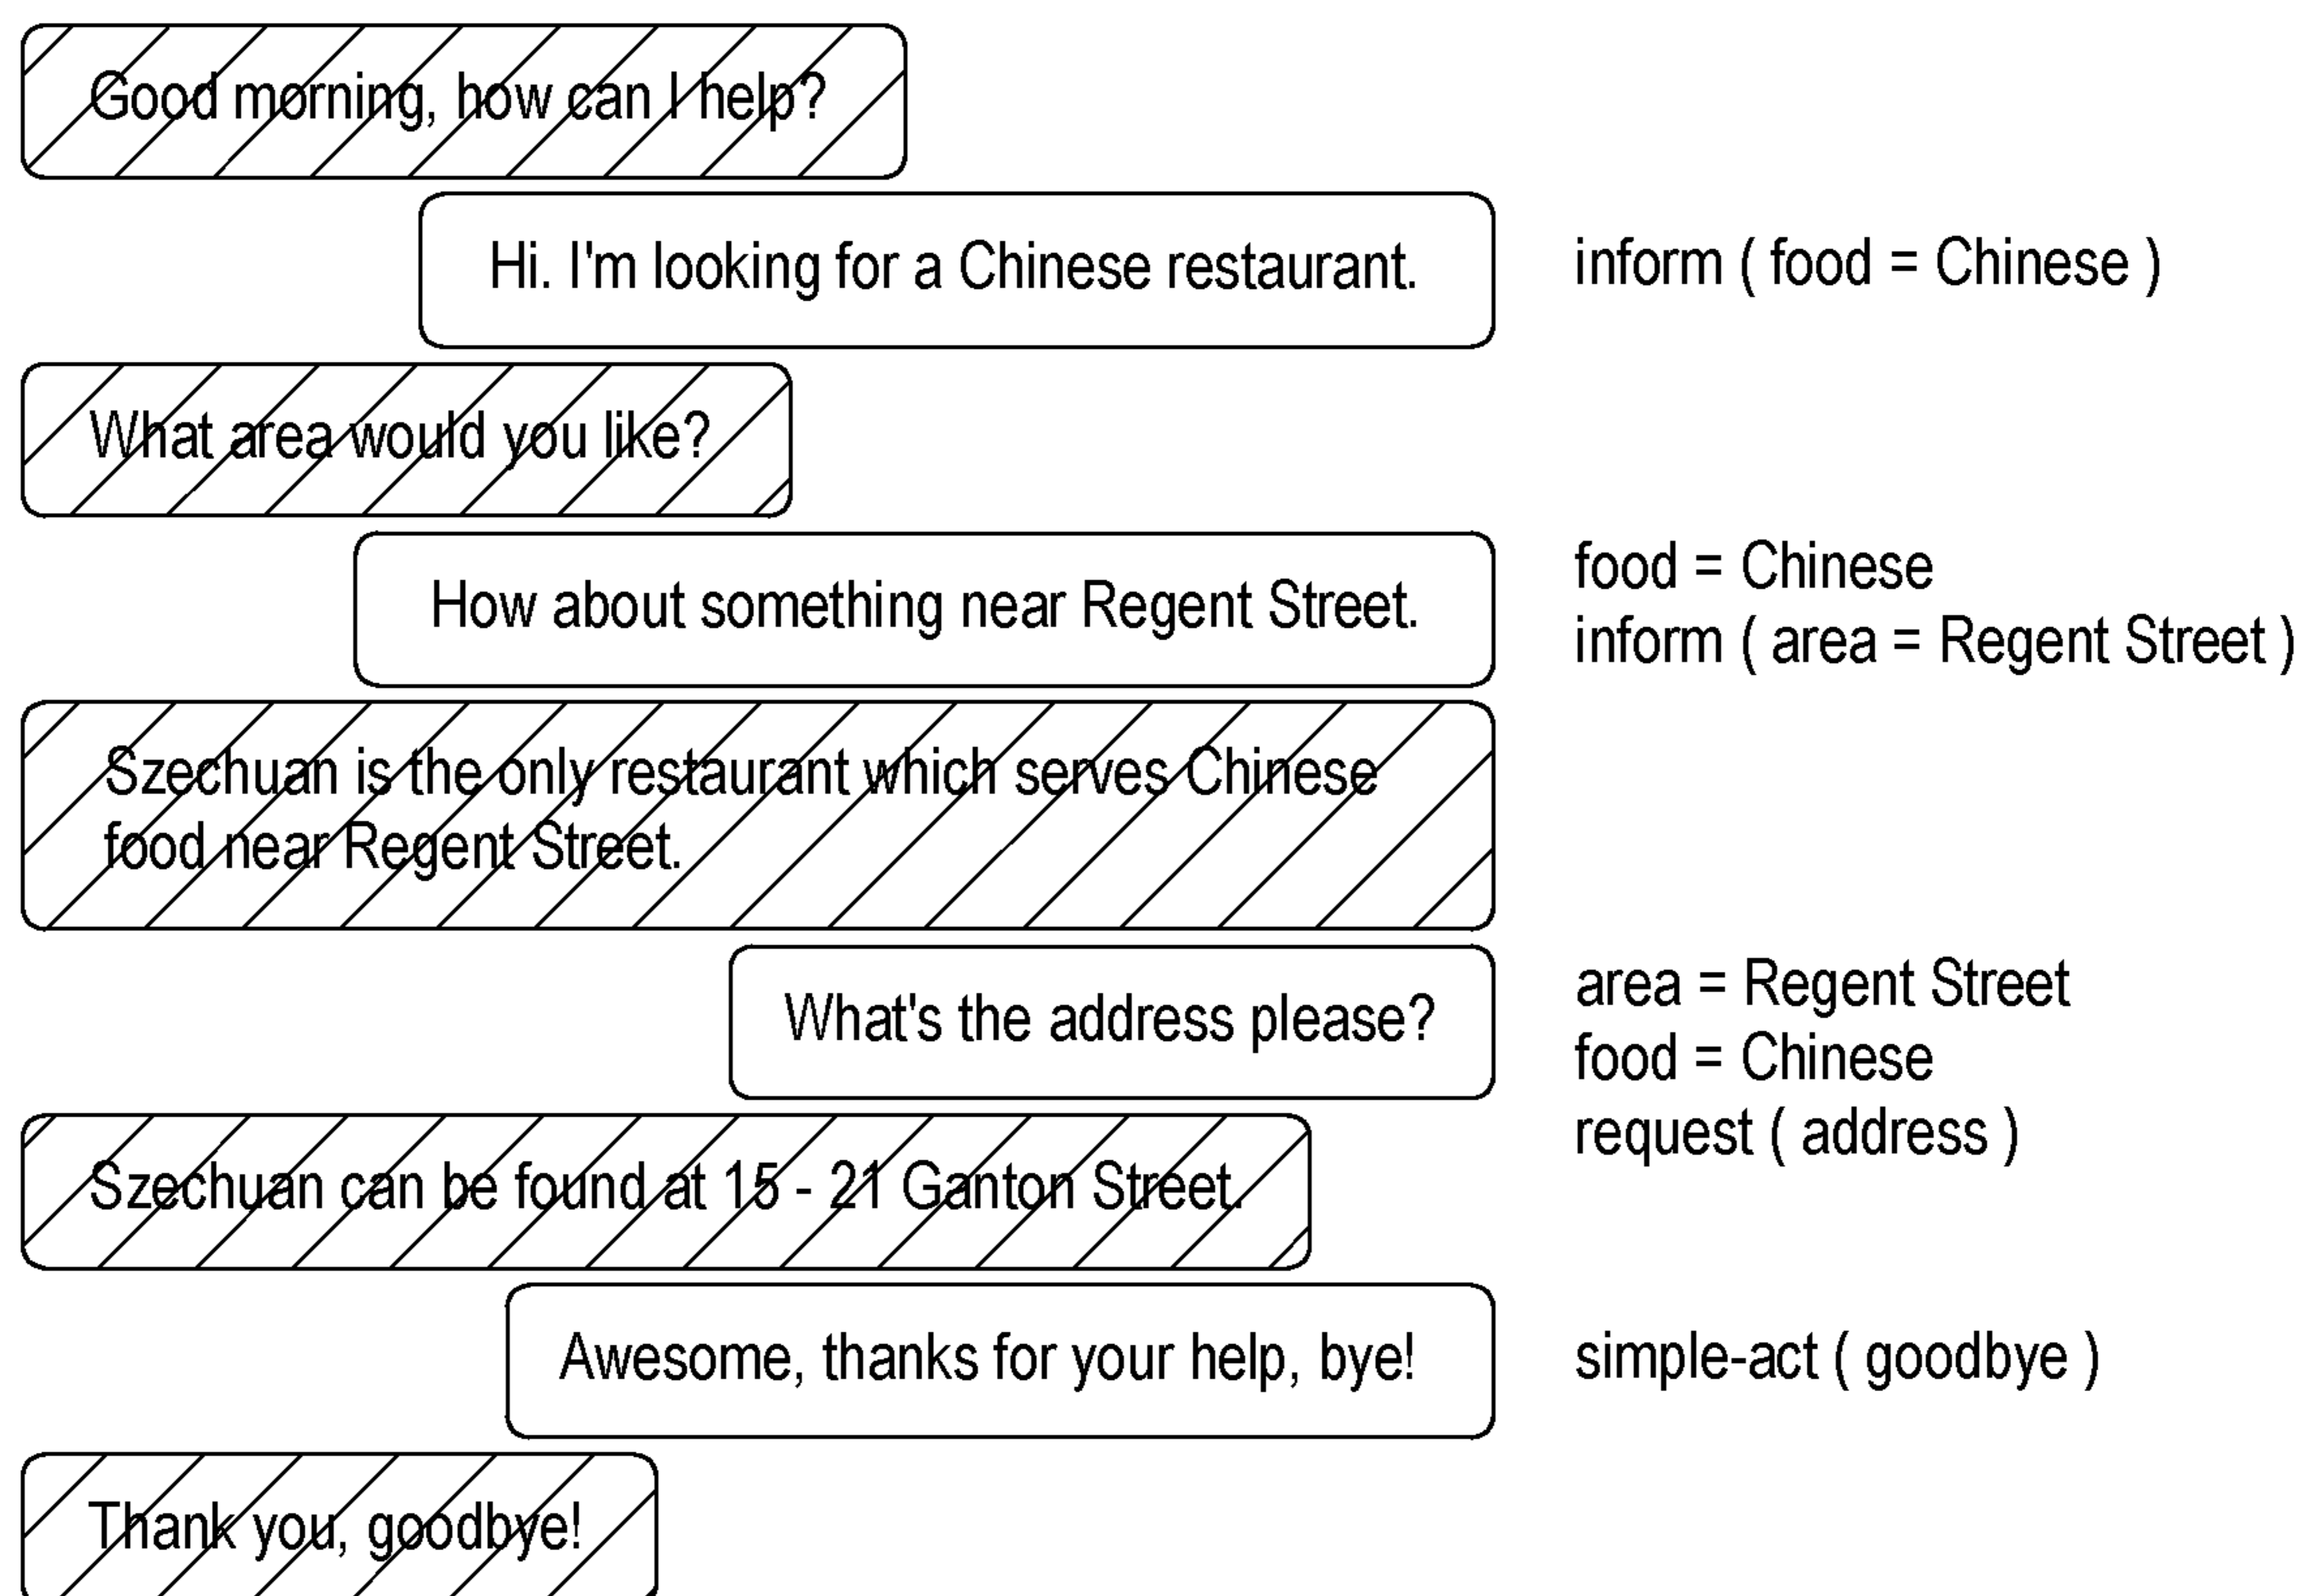 Good morning, how can I help?
Hi. I'm looking for a Chinese restaurant.
inform ( food = Chinese )
What area would you like?
How about something near Regent Street.
food = Chinese
inform ( area = Regent Street )
Szechuan is the only restaurant which serves Chinese
food near Regent Street.
What's the address please?
area = Regent Street
food = Chinese
request ( address )
Szechuan can be found at 15 - 21 Ganton Street.
Awesome, thanks for your help, bye!
simple-act ( goodbye )
Thank you, goodbye!